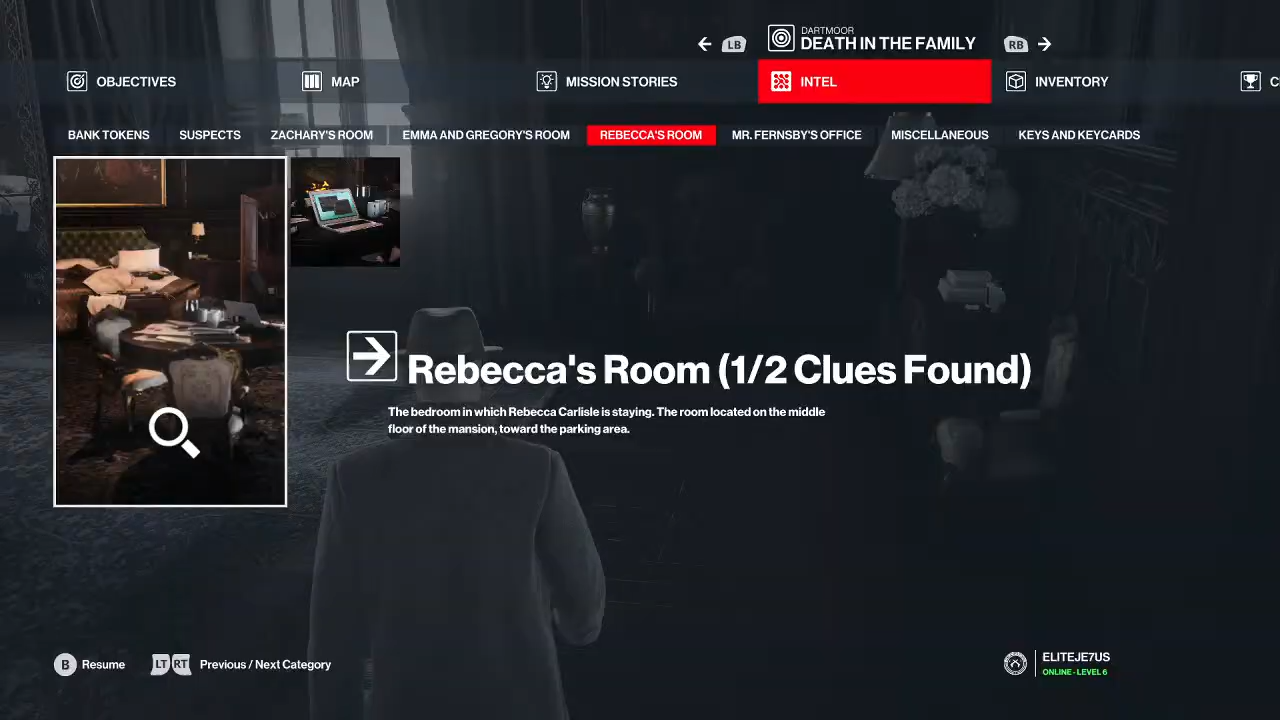 LB
DARTMOOR
DEATH IN THE FAMILY
RB
OBJECTIVES
MAP
MISSION STORIES
INTEL
INVENTORY
C
BANK TOKENS
SUSPECTS
ZACHARY'S ROOM
EMMA AND GREGORY'S ROOM
REBECCA'S ROOM
MR. FERNSBY'S OFFICE
MISCELLANEOUS
KEYS AND KEYCARDS
Rebecca's Room (1/2 Clues Found)
The bedroom in which Rebecca Carlisle is staying. The room located on the middle
floor of the mansion, toward the parking area.
B Resume
LT RT Previous / Next Category
ELITEJE7US
ONLINE - LEVEL 6